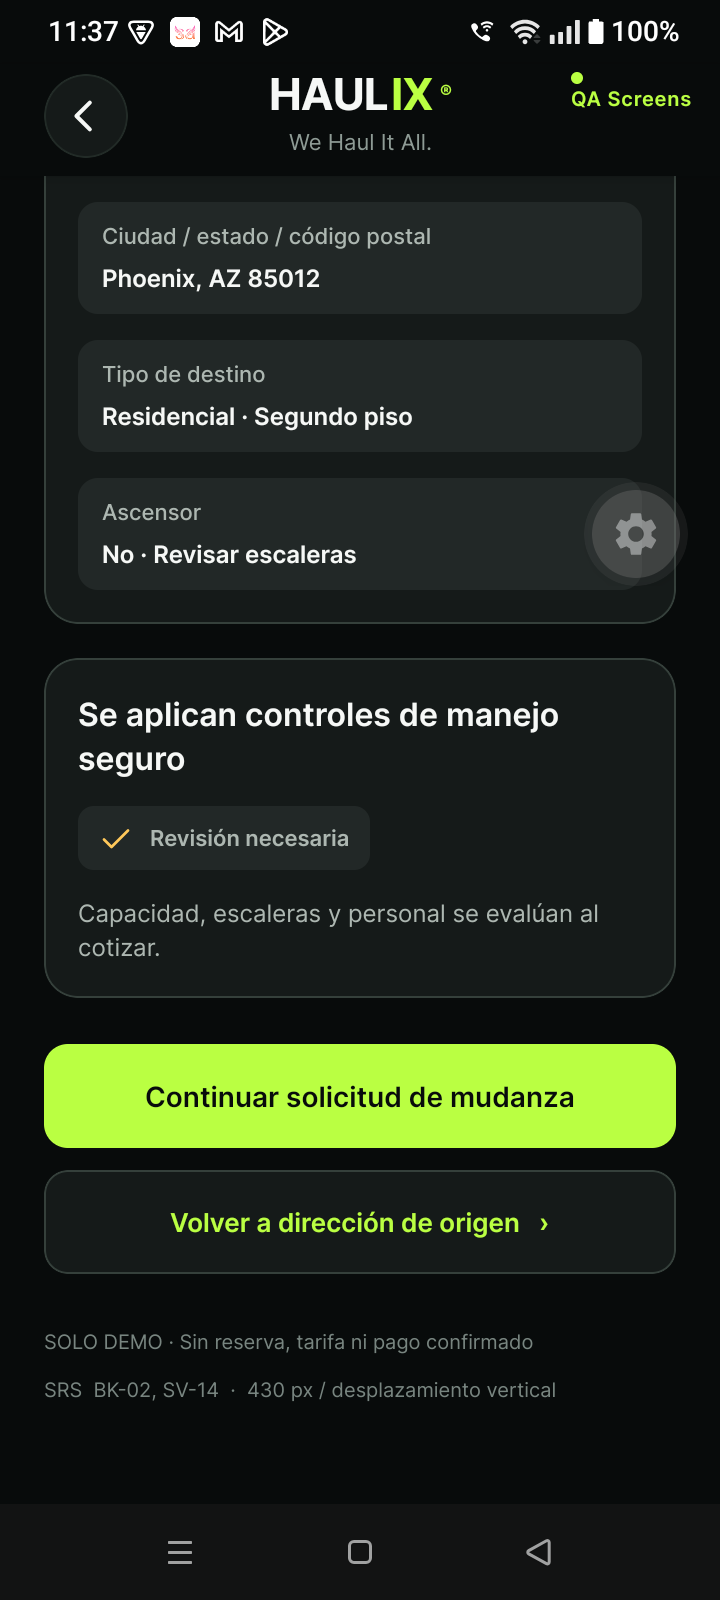 11:37
100%
HAULIX ®
QA Screens
We Haul It All.
Ciudad / estado / código postal
Phoenix, AZ 85012
Tipo de destino
Residencial · Segundo piso
Ascensor
No · Revisar escaleras
Se aplican controles de manejo
seguro
Revisión necesaria
Capacidad, escaleras y personal se evalúan al
cotizar.
Continuar solicitud de mudanza
Volver a dirección de origen ›
SOLO DEMO · Sin reserva, tarifa ni pago confirmado
SRS BK-02, SV-14 · 430 px / desplazamiento vertical